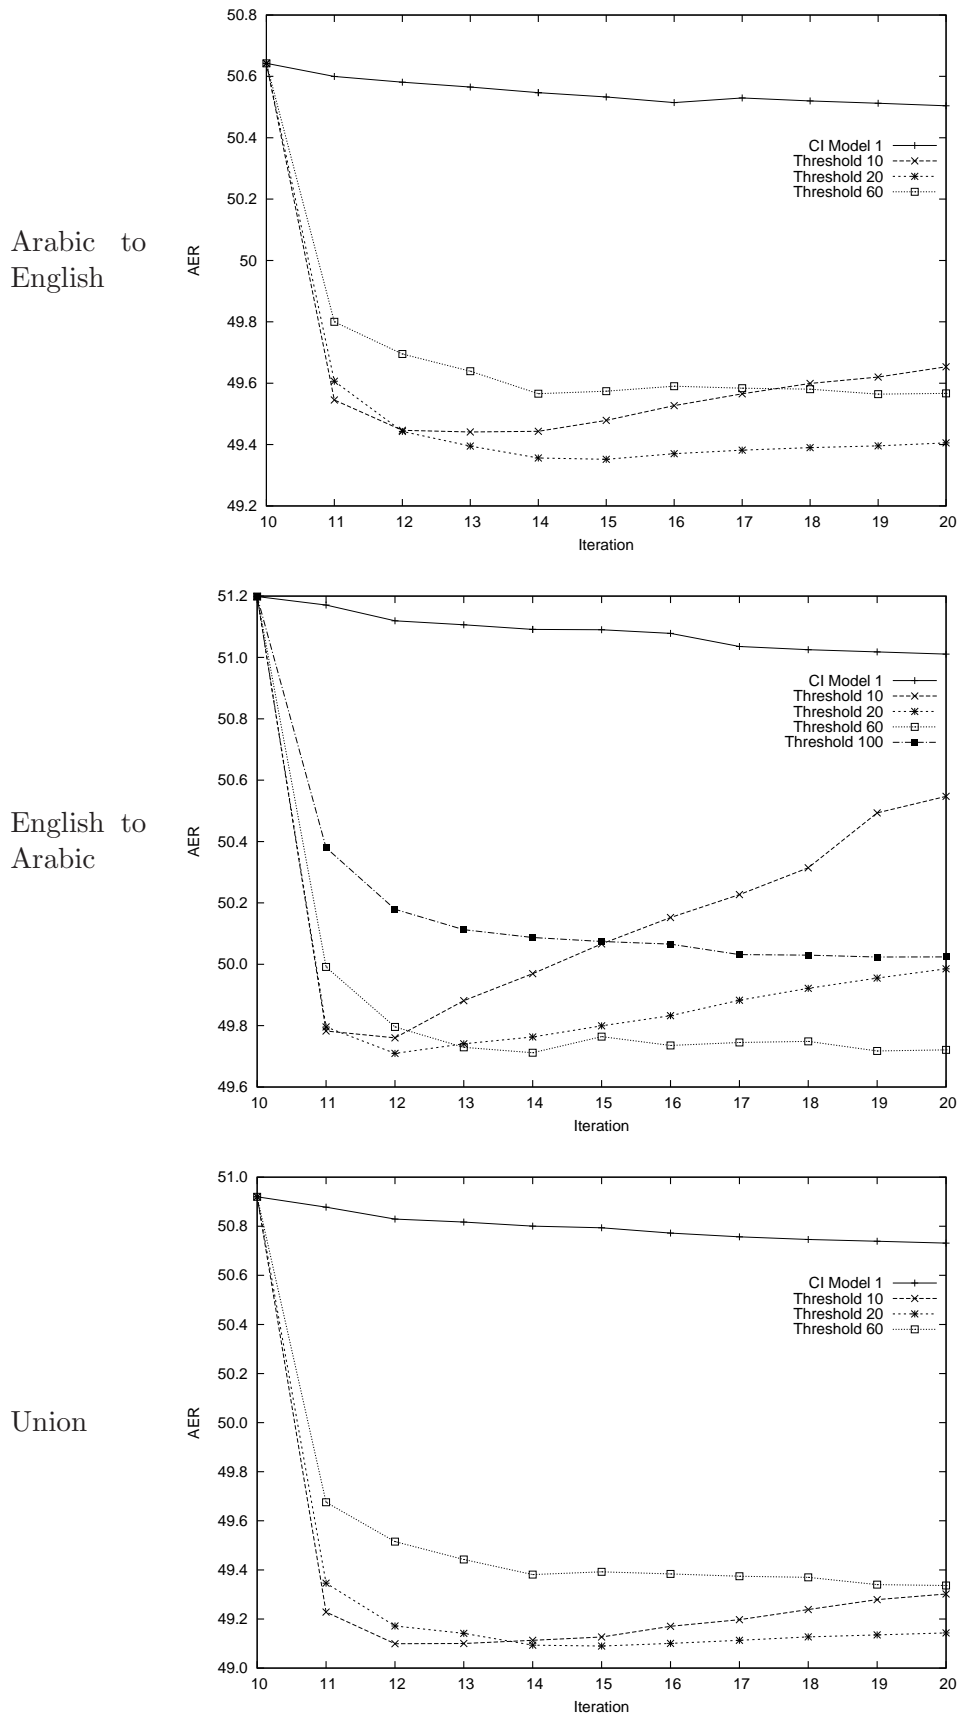 Arabic to
English
50.8
50.6
50.4
50.2
50
49.8
49.6
49.4
49.2
AER
CI Model 1
Threshold 10
Threshold 20
Threshold 60
10 11 12 13 14 15 16 17 18 19 20
Iteration
English to
Arabic
51.2
51.0
50.8
50.6
50.4
50.2
50.0
49.8
49.6
AER
CI Model 1
Threshold 10
Threshold 20
Threshold 60
Threshold 100
10 11 12 13 14 15 16 17 18 19 20
Iteration
Union
51.0
50.8
50.6
50.4
50.2
50.0
49.8
49.6
49.4
49.2
49.0
AER
CI Model 1
Threshold 10
Threshold 20
Threshold 60
10 11 12 13 14 15 16 17 18 19 20
Iteration